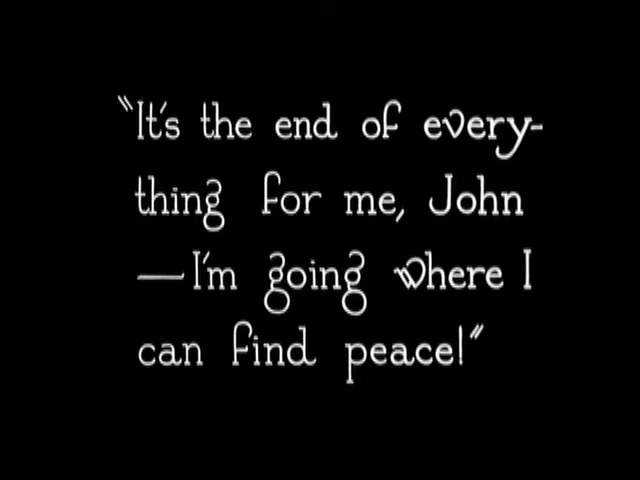 "It's the end of every-
thing for me, John
—I'm going where I
can find peace!"